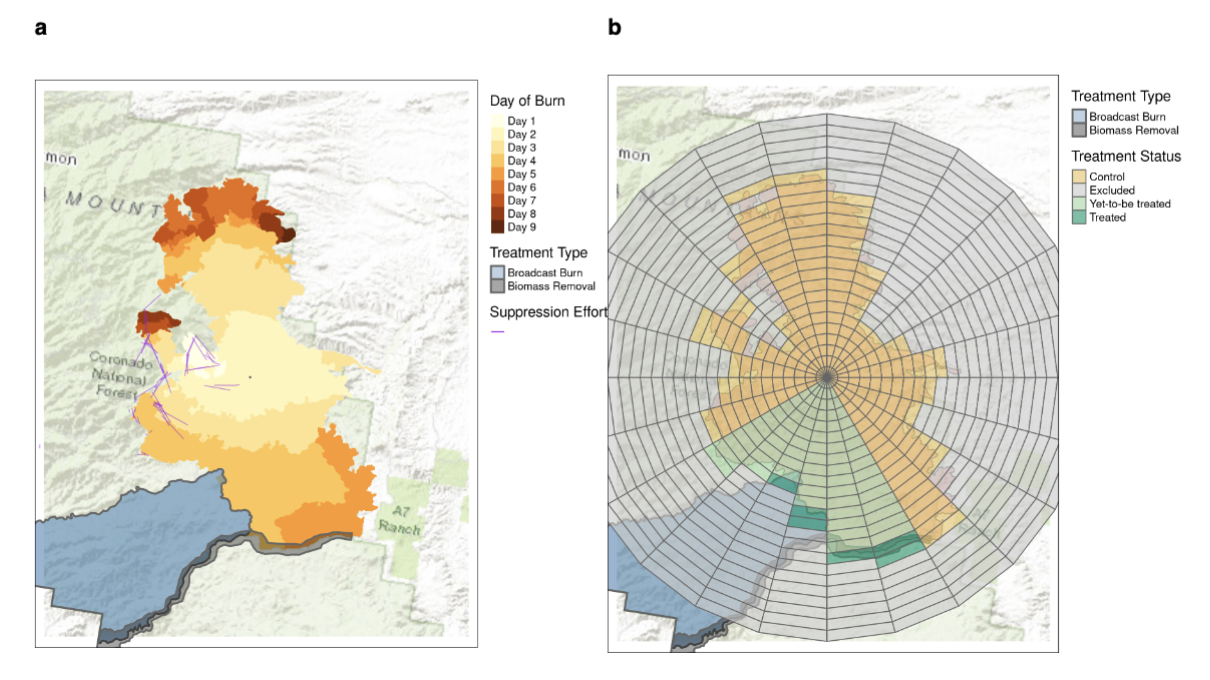 a
b
mon
MOUNT
Coronado
National
Forest
A7
Ranch
Day of Burn
Day 1
Day 2
Day 3
Day 4
Day 5
Day 6
Day 7
Day 8
Day 9
Treatment Type
Broadcast Burn
Biomass Removal
Suppression Effort
mon
Treatment Type
Broadcast Burn
Biomass Removal
Treatment Status
Control
Excluded
Yet-to-be treated
Treated